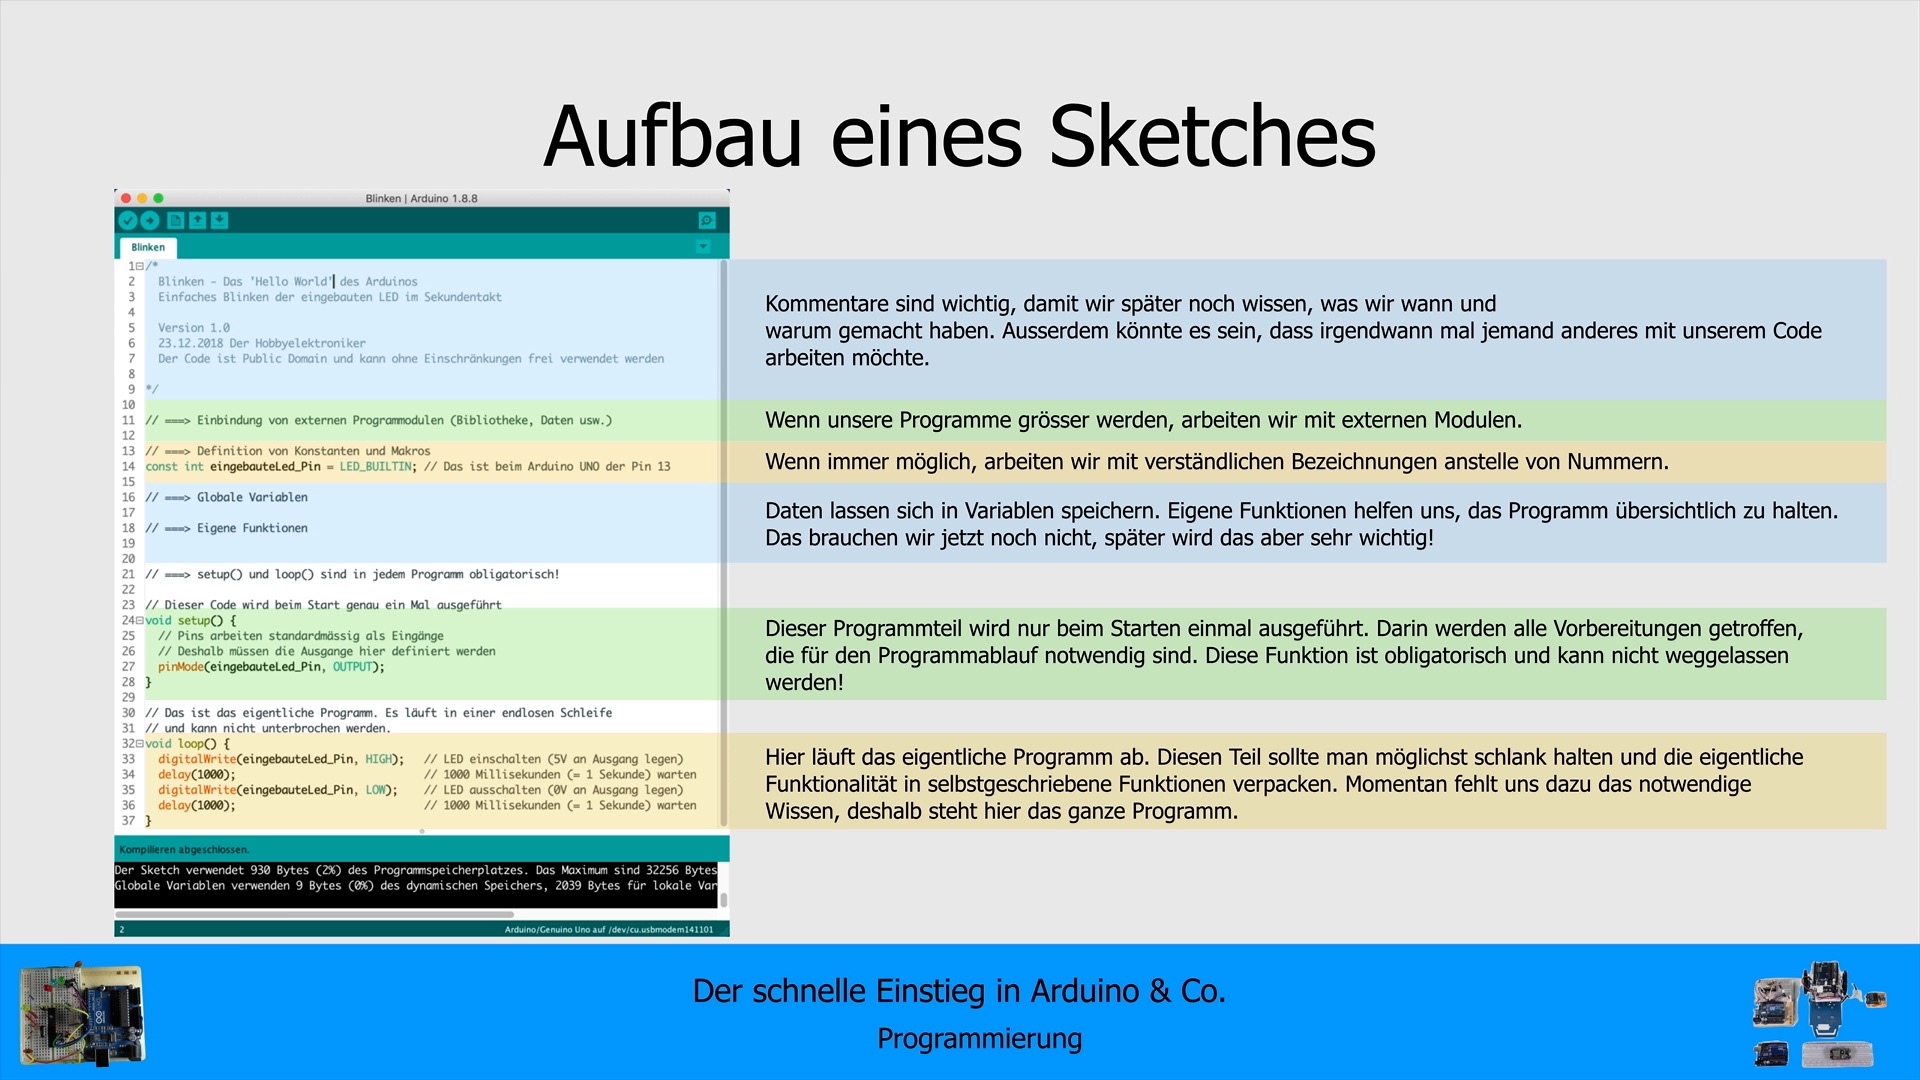 Aufbau eines Sketches
Blinken | Arduino 1.8.8
Blinken
1 /*
2 Blinken - Das 'Hello World' des Arduinos
3 Einfaches Blinken der eingebauten LED im Sekundentakt
4
5 Version 1.0
6 23.12.2018 Der Hobbyelektroniker
7 Der Code ist Public Domain und kann ohne Einschränkungen frei verwendet werden
8
9 */
10
11 // ===> Einbindung von externen Programmodulen (Bibliotheke, Daten usw.)
12
13 // ===> Definition von Konstanten und Makros
14 const int eingebauteLed_Pin = LED_BUILTIN; // Das ist beim Arduino UNO der Pin 13
15
16 // ===> Globale Variablen
17
18 // ===> Eigene Funktionen
19
20
21 // ===> setup() und loop() sind in jedem Programm obligatorisch!
22
23 // Dieser Code wird beim Start genau ein Mal ausgeführt
24 void setup() {
25 // Pins arbeiten standardmässig als Eingänge
26 // Deshalb müssen die Ausgange hier definiert werden
27 pinMode(eingebauteLed_Pin, OUTPUT);
28 }
29
30 // Das ist das eigentliche Programm. Es läuft in einer endlosen Schleife
31 // und kann nicht unterbrochen werden.
32 void loop() {
33 digitalWrite(eingebauteLed_Pin, HIGH); // LED einschalten (5V an Ausgang legen)
34 delay(1000); // 1000 Millisekunden (= 1 Sekunde) warten
35 digitalWrite(eingebauteLed_Pin, LOW); // LED ausschalten (0V an Ausgang legen)
36 delay(1000); // 1000 Millisekunden (= 1 Sekunde) warten
37 }
Kompilieren abgeschlossen.
Der Sketch verwendet 930 Bytes (2%) des Programmspeicherplatzes. Das Maximum sind 32256 Bytes
Globale Variablen verwenden 9 Bytes (0%) des dynamischen Speichers, 2039 Bytes für lokale Var
2 Arduino/Genuino Uno auf /dev/cu.usbmodem141101
Kommentare sind wichtig, damit wir später noch wissen, was wir wann und
warum gemacht haben. Ausserdem könnte es sein, dass irgendwann mal jemand anderes mit unserem Code
arbeiten möchte.
Wenn unsere Programme grösser werden, arbeiten wir mit externen Modulen.
Wenn immer möglich, arbeiten wir mit verständlichen Bezeichnungen anstelle von Nummern.
Daten lassen sich in Variablen speichern. Eigene Funktionen helfen uns, das Programm übersichtlich zu halten.
Das brauchen wir jetzt noch nicht, später wird das aber sehr wichtig!
Dieser Programmteil wird nur beim Starten einmal ausgeführt. Darin werden alle Vorbereitungen getroffen,
die für den Programmablauf notwendig sind. Diese Funktion ist obligatorisch und kann nicht weggelassen
werden!
Hier läuft das eigentliche Programm ab. Diesen Teil sollte man möglichst schlank halten und die eigentliche
Funktionalität in selbstgeschriebene Funktionen verpacken. Momentan fehlt uns dazu das notwendige
Wissen, deshalb steht hier das ganze Programm.
Der schnelle Einstieg in Arduino & Co.
Programmierung